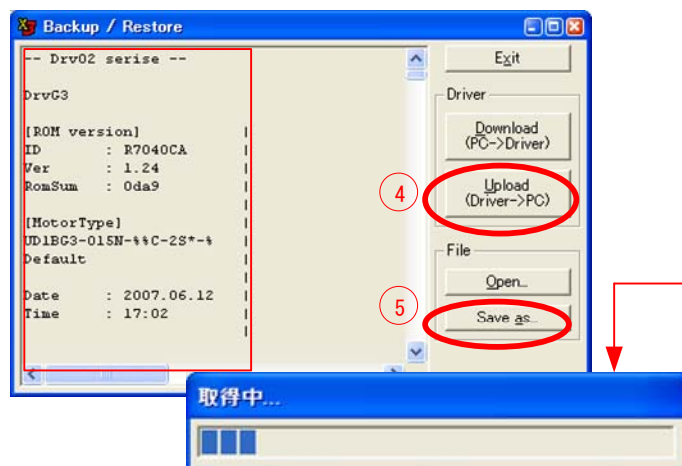 Backup / Restore
-- Drv02 serise --
DrvG3
[ROM version]
ID : R7040CA
Ver : 1.24
RomSum : 0da9
[MotorType]
UD1BG3-015N-%%C-2S*-%
Default
Date : 2007.06.12
Time : 17:02
Exit
Driver
Download
(PC->Driver)
④
Upload
(Driver->PC)
File
Open...
⑤
Save as...
取得中...